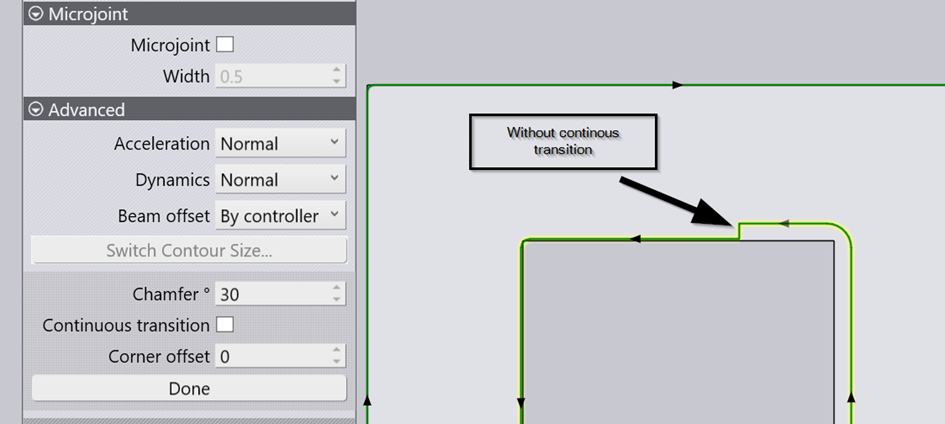 Microjoint
Microjoint
Width 0.5
Advanced
Acceleration Normal
Dynamics Normal
Beam offset By controller
Switch Contour Size...
Chamfer ° 30
Continuous transition
Corner offset 0
Done
Without continous
transition